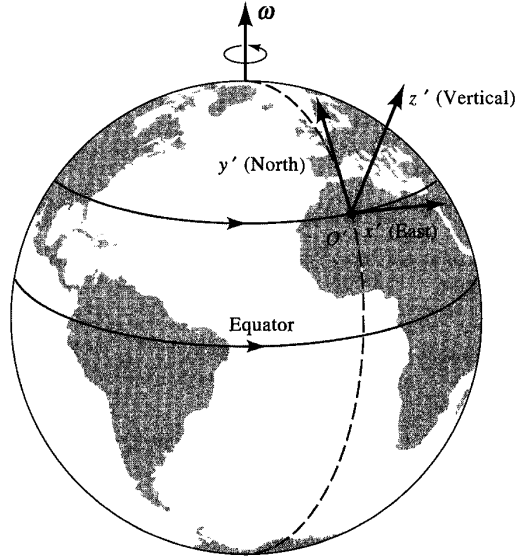 ω
z′ (Vertical)
y′ (North)
O′ x′ (East)
Equator